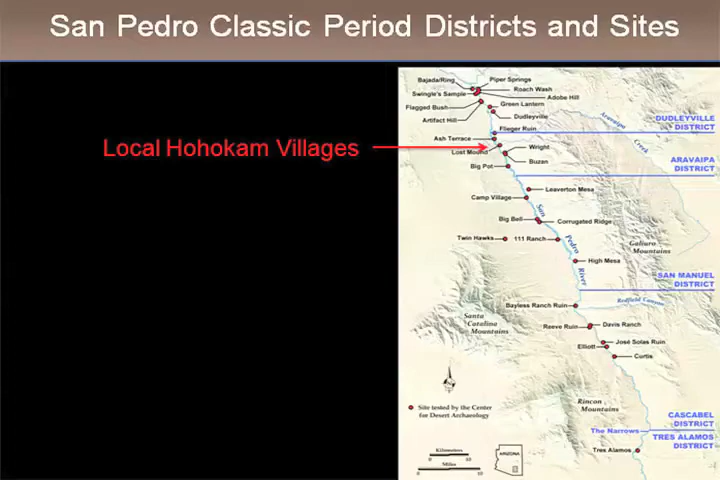 San Pedro Classic Period Districts and Sites
Local Hohokam Villages
Bajada/Ring
Piper Springs
Roach Wash
Swingle's Sample
Adobe Hill
Flagged Bush
Green Lantern
Artifact Hill
Dudleyville
Aravaipa
Creek
DUDLEYVILLE
DISTRICT
Flieger Ruin
Ash Terrace
Lost Mound
Wright
Buzan
Big Pot
ARAVAIPA
DISTRICT
Leaverton Mesa
Camp Village
San
Pedro
River
Big Bell
Corrugated Ridge
Twin Hawks
111 Ranch
Galiuro
Mountains
High Mesa
SAN MANUEL
DISTRICT
Bayless Ranch Ruin
Redfield Canyon
Santa
Catalina
Mountains
Reeve Ruin
Davis Ranch
José Solas Ruin
Elliott
Curtis
Rincon
Mountains
Site tested by the Center
for Desert Archaeology
CASCABEL
DISTRICT
The Narrows
TRES ALAMOS
DISTRICT
Tres Alamos
Kilometers
0 10
Miles
0 10
ARIZONA